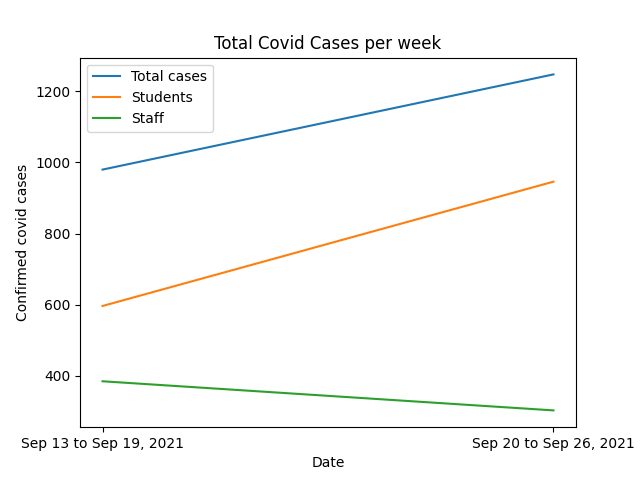 Total Covid Cases per week
Total cases
Students
Staff
1200
1000
800
600
400
Confirmed covid cases
Sep 13 to Sep 19, 2021
Sep 20 to Sep 26, 2021
Date